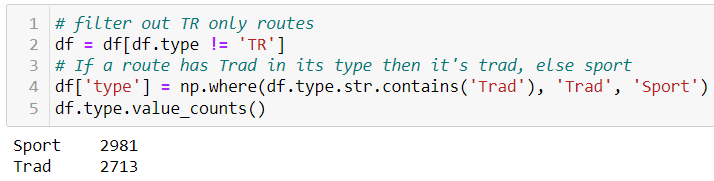 1 # filter out TR only routes
2 df = df[df.type != 'TR']
3 # If a route has Trad in its type then it's trad, else sport
4 df['type'] = np.where(df.type.str.contains('Trad'), 'Trad', 'Sport')
5 df.type.value_counts()
Sport 2981
Trad 2713